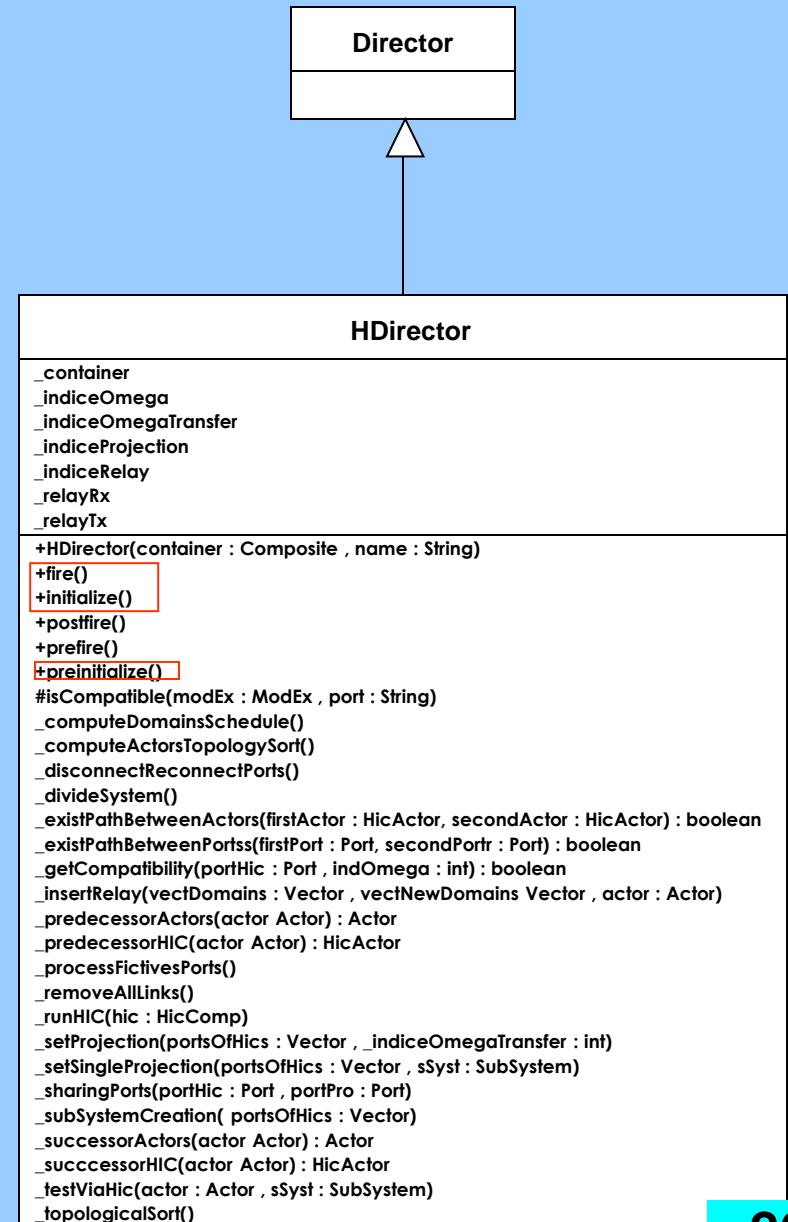 Director
HDirector
_container
_indiceOmega
_indiceOmegaTransfer
_indiceProjection
_indiceRelay
_relayRx
_relayTx
+HDirector(container : Composite , name : String)
+fire()
+initialize()
+postfire()
+prefire()
+preinitialize()
#isCompatible(modEx : ModEx , port : String)
_computeDomainsSchedule()
_computeActorsTopologySort()
_disconnectReconnectPorts()
_divideSystem()
_existPathBetweenActors(firstActor : HicActor, secondActor : HicActor) : boolean
_existPathBetweenPortss(firstPort : Port, secondPortr : Port) : boolean
_getCompatibility(portHic : Port , indOmega : int) : boolean
_insertRelay(vectDomains : Vector , vectNewDomains Vector , actor : Actor)
_predecessorActors(actor Actor) : Actor
_predecessorHIC(actor Actor) : HicActor
_processFictivesPorts()
_removeAllLinks()
_runHIC(hic : HicComp)
_setProjection(portsOfHics : Vector , _indiceOmegaTransfer : int)
_setSingleProjection(portsOfHics : Vector , sSyst : SubSystem)
_sharingPorts(portHic : Port , portPro : Port)
_subSystemCreation( portsOfHics : Vector)
_successorActors(actor Actor) : Actor
_succcessorHIC(actor Actor) : HicActor
_testViaHic(actor : Actor , sSyst : SubSystem)
_topologicalSort()